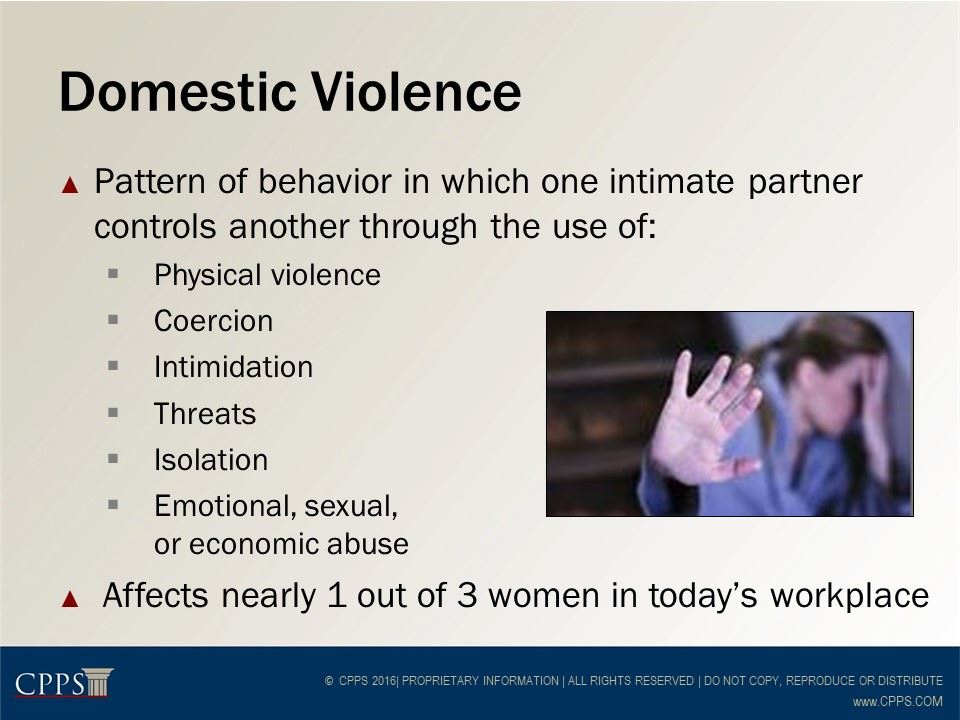 Domestic Violence
▲ Pattern of behavior in which one intimate partner
controls another through the use of:
▪ Physical violence
▪ Coercion
▪ Intimidation
▪ Threats
▪ Isolation
▪ Emotional, sexual,
or economic abuse
▲ Affects nearly 1 out of 3 women in today’s workplace
CPPS
© CPPS 2016| PROPRIETARY INFORMATION | ALL RIGHTS RESERVED | DO NOT COPY, REPRODUCE OR DISTRIBUTE
www.CPPS.COM